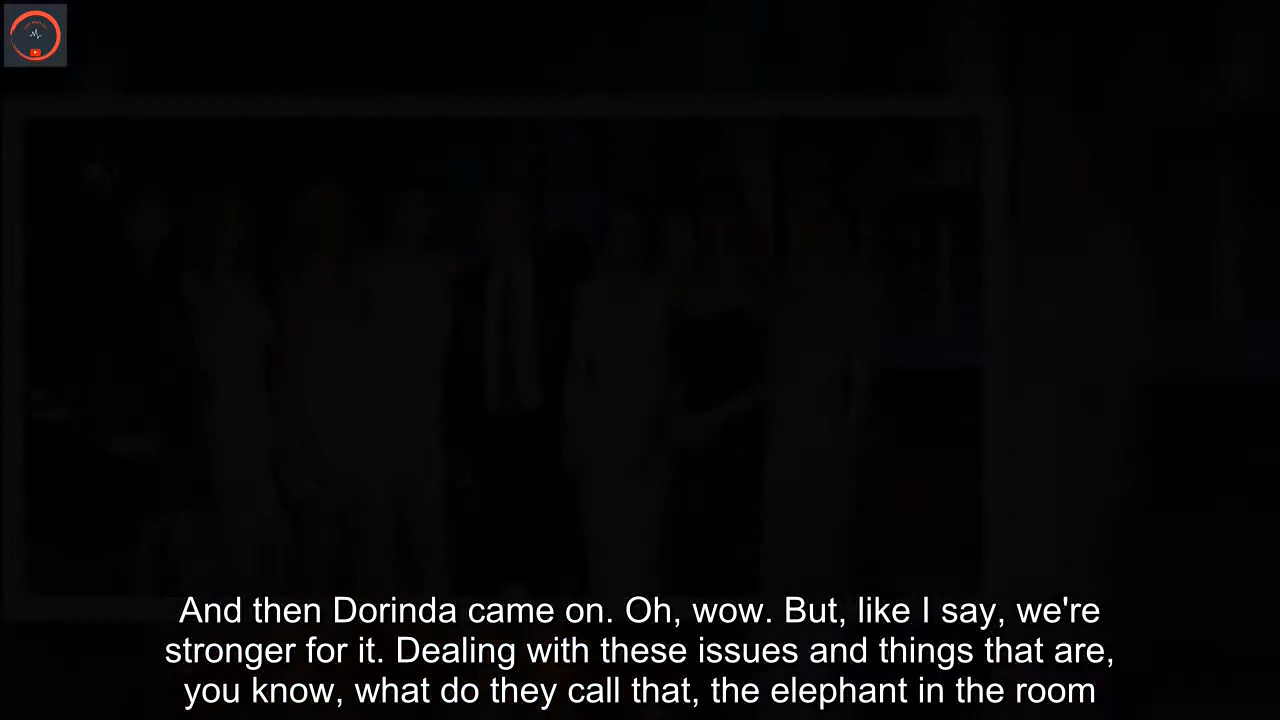 And then Dorinda came on. Oh, wow. But, like I say, we're
stronger for it. Dealing with these issues and things that are,
you know, what do they call that, the elephant in the room